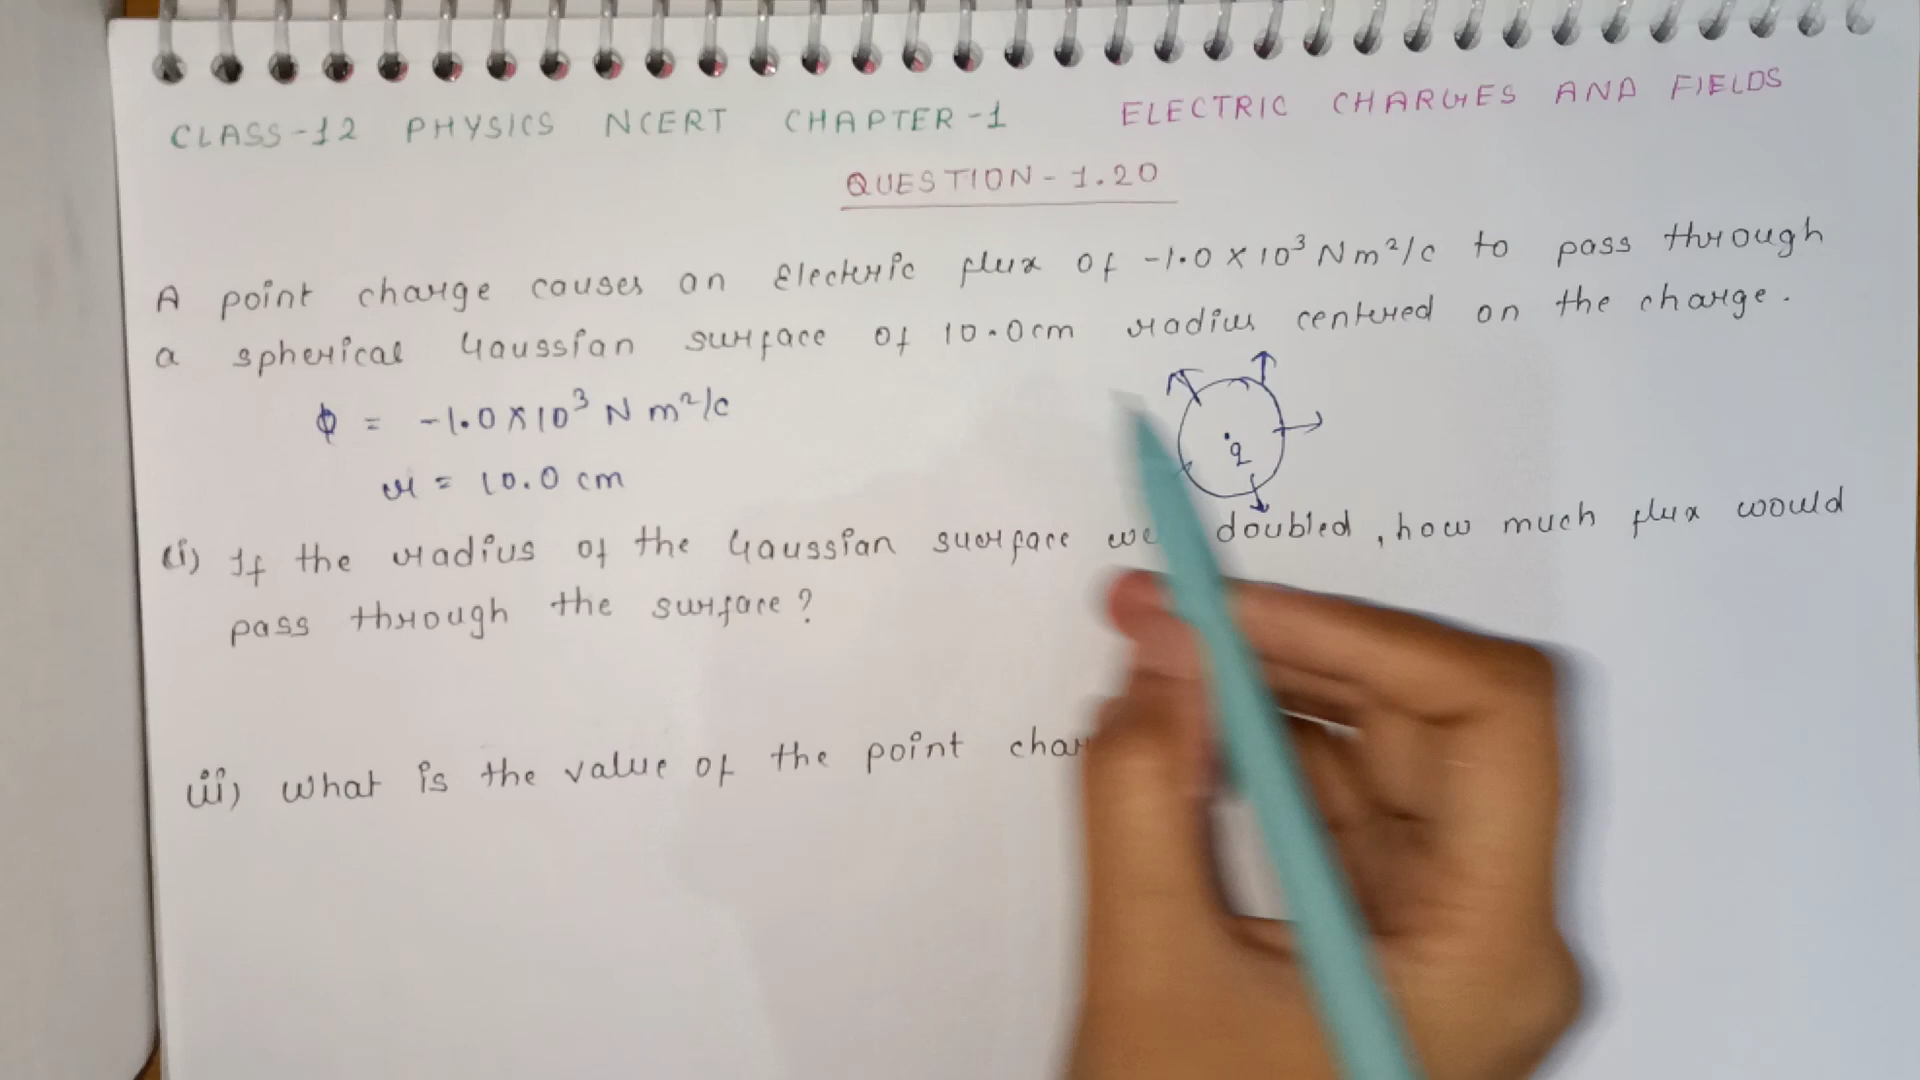 CLASS-12 PHYSICS NCERT CHAPTER-1 ELECTRIC CHARGES AND FIELDS
QUESTION - 1.20
A point charge causes an Electric flux of -1.0 × 10³ Nm²/c to pass through
a spherical Gaussian surface of 10.0cm radius centered on the charge.
ϕ = -1.0×10³ N m²/c
r = 10.0 cm
q
(i) If the radius of the Gaussian surface doubled, how much flux would
pass through the surface?
ii) What is the value of the point